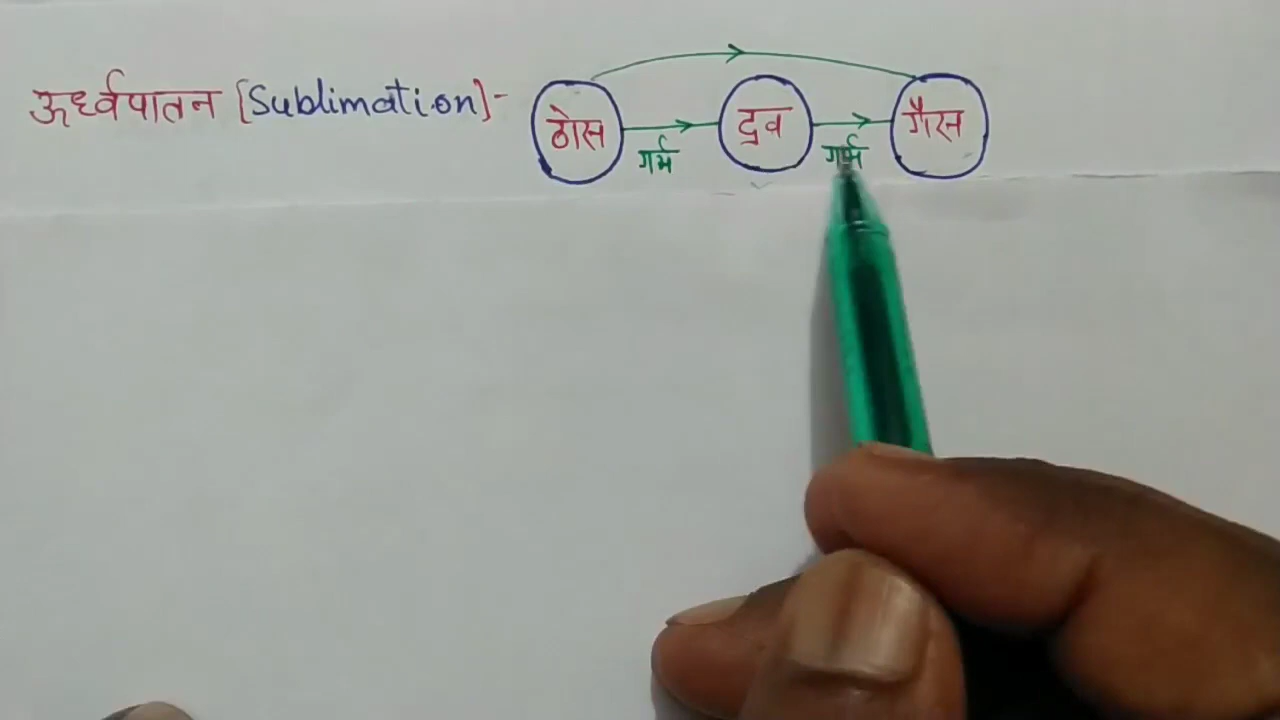 ऊर्ध्वपातन [Sublimation]- ठोस द्रव गैस
गर्म गर्म